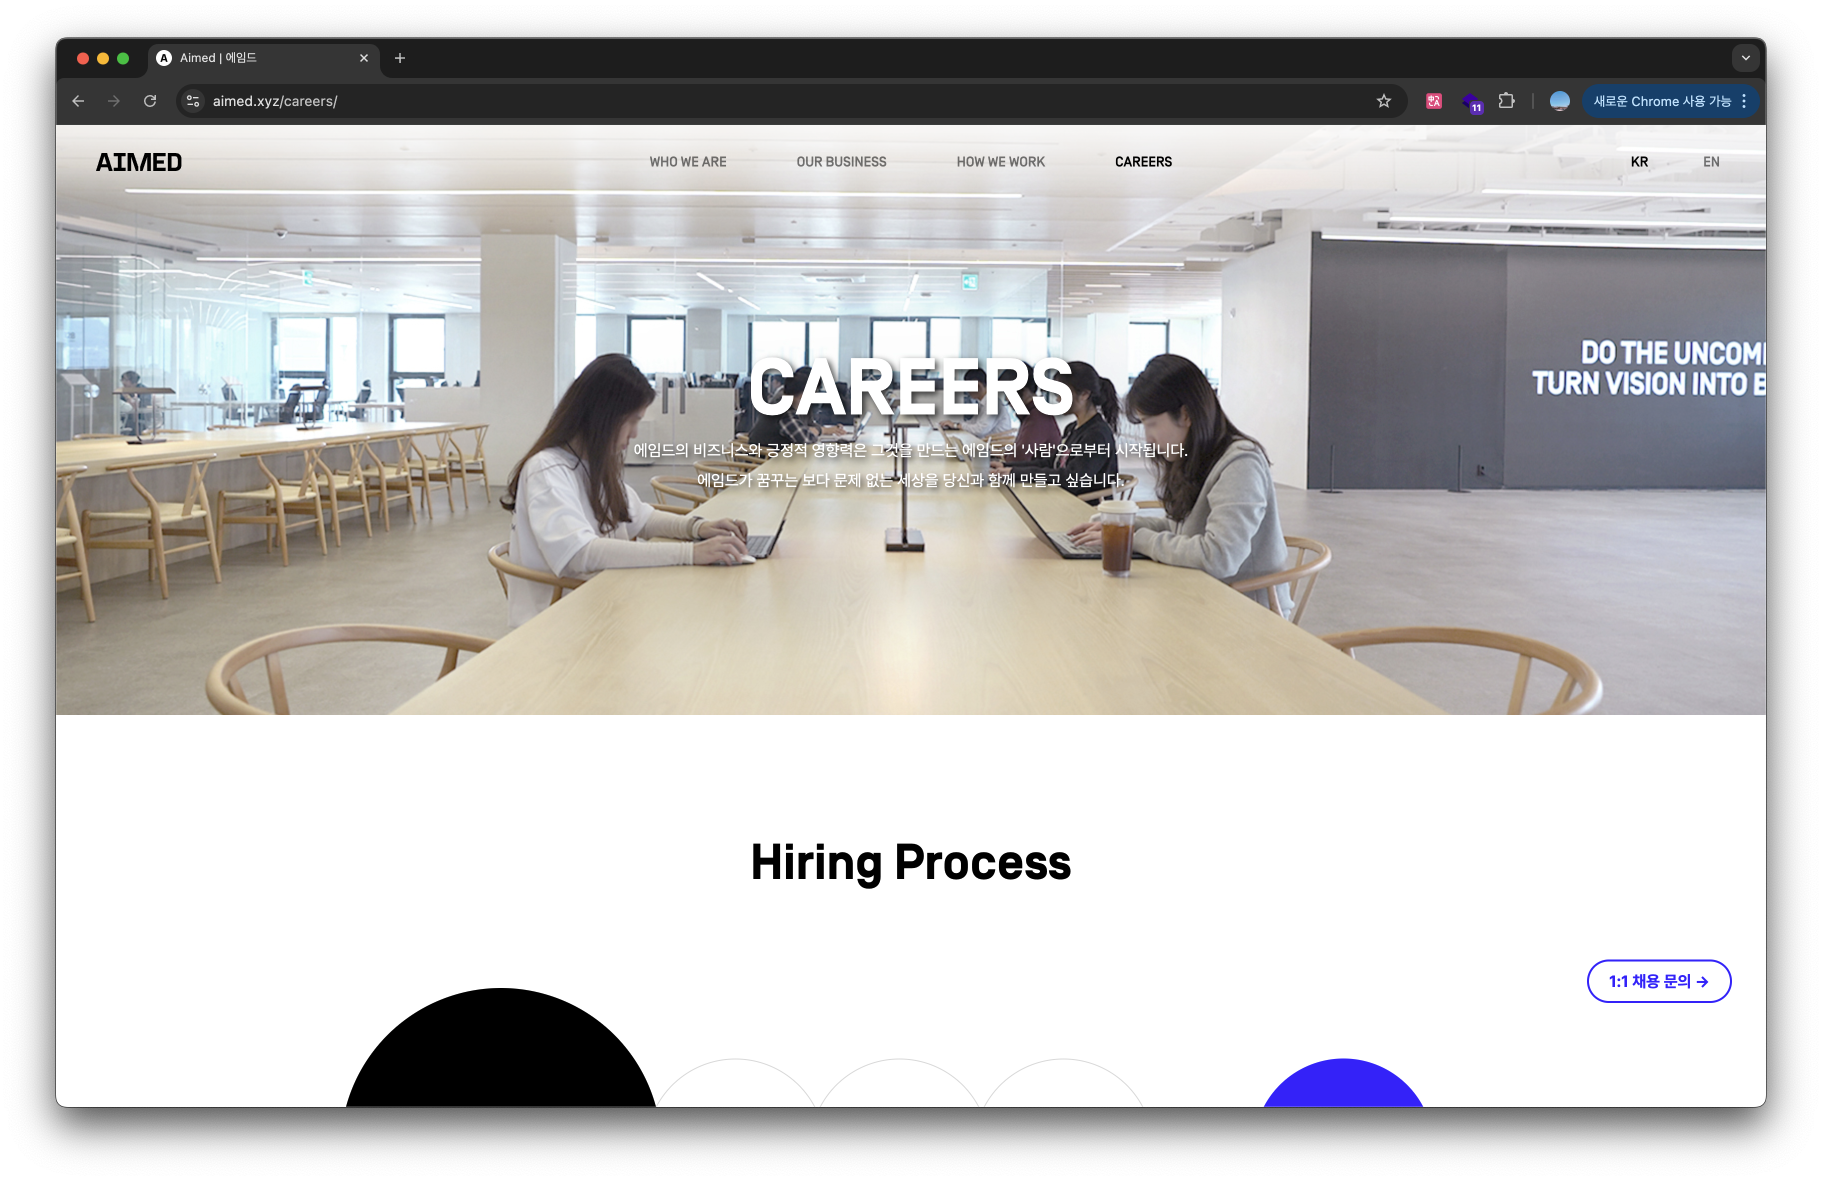 A Aimed | 에임드
aimed.xyz/careers/
11
새로운 Chrome 사용 가능
AIMED
WHO WE ARE
OUR BUSINESS
HOW WE WORK
CAREERS
KR
EN
DO THE UNCOM
TURN VISION INTO
CAREERS
에임드의 비즈니스와 긍정적 영향력은 그것을 만드는 에임드의 '사람'으로부터 시작됩니다.
에임드가 꿈꾸는 보다 문제 없는 세상을 당신과 함께 만들고 싶습니다.
Hiring Process
1:1 채용 문의 →